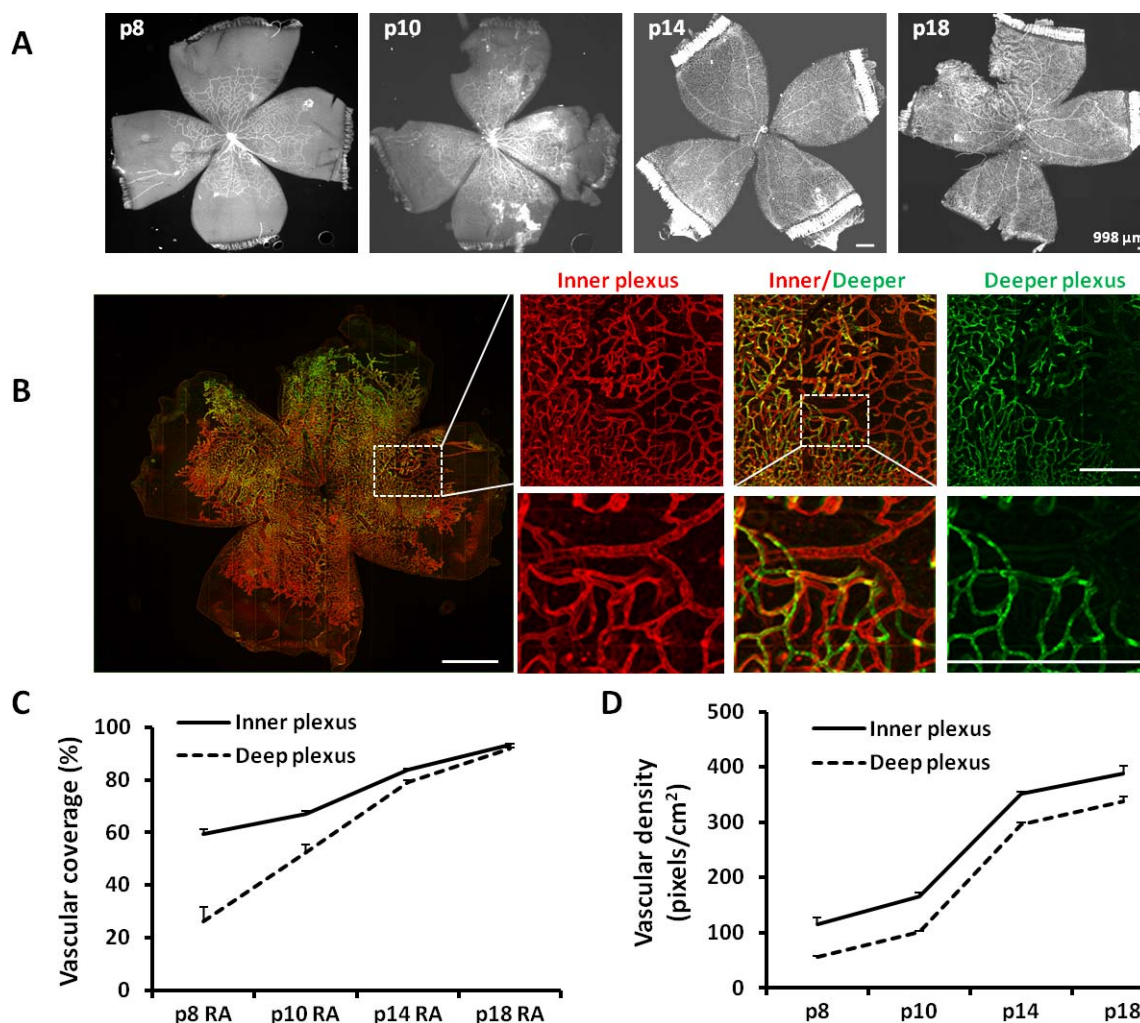 A
p8
p10
p14
p18
998 µm
B
Inner plexus
Inner/Deeper
Deeper plexus
C
Vascular coverage (%)
100
80
60
40
20
0
Inner plexus
Deep plexus
p8 RA
p10 RA
p14 RA
p18 RA
D
Vascular density
(pixels/cm²)
500
400
300
200
100
0
Inner plexus
Deep plexus
p8
p10
p14
p18